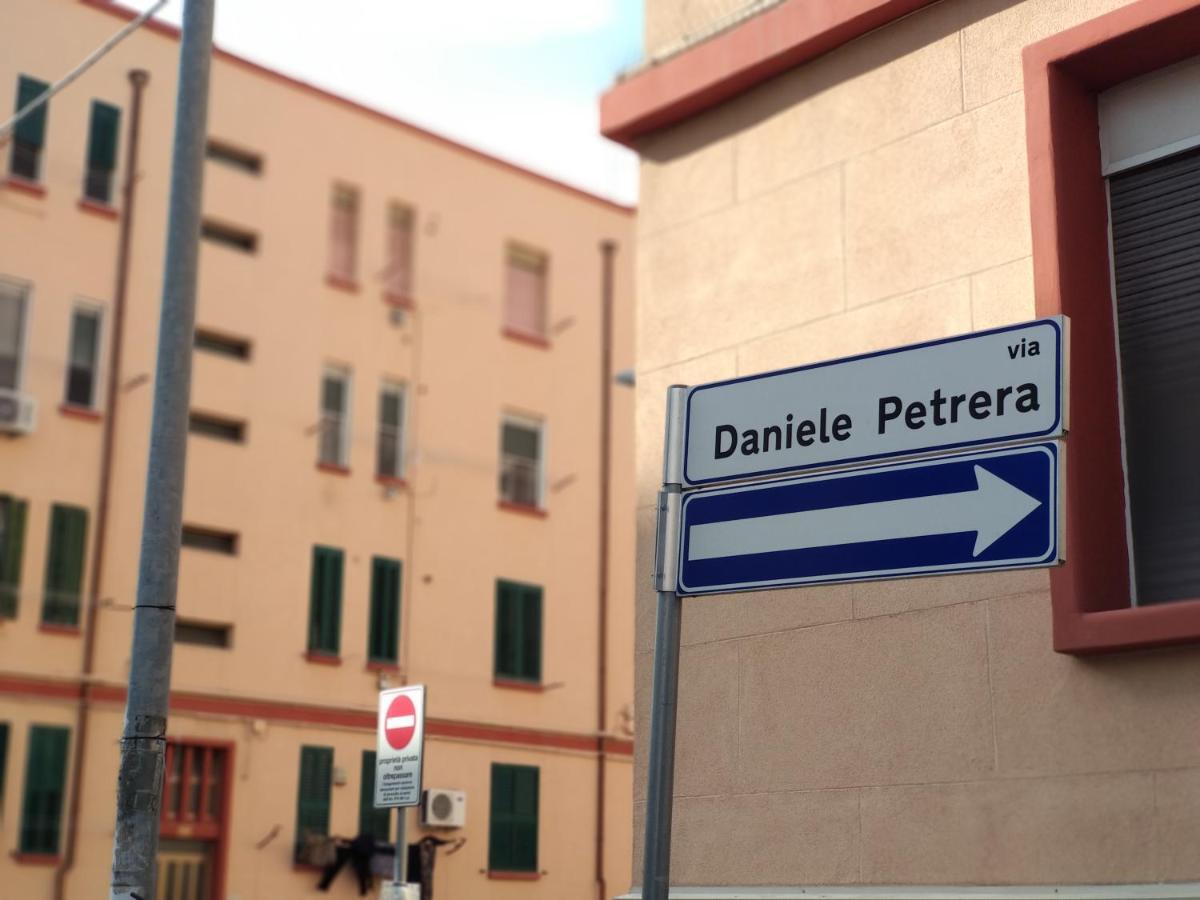 via
Daniele Petrera
proprietà privata
non
oltrepassare